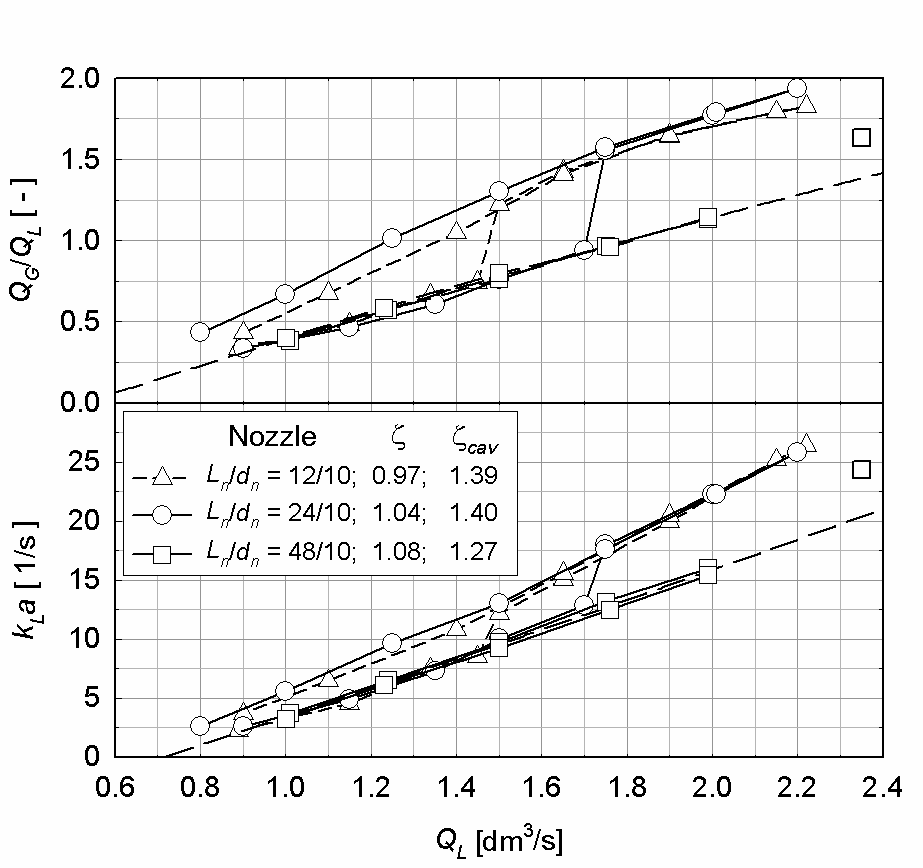 2.0
1.5
1.0
0.5
0.0
Q_G/Q_L [ - ]
25
20
15
10
5
0
k_L a [ 1/s ]
Nozzle ζ ζ_cav
L_n/d_n = 12/10; 0.97; 1.39
L_n/d_n = 24/10; 1.04; 1.40
L_n/d_n = 48/10; 1.08; 1.27
0.6 0.8 1.0 1.2 1.4 1.6 1.8 2.0 2.2 2.4
Q_L [dm³/s]